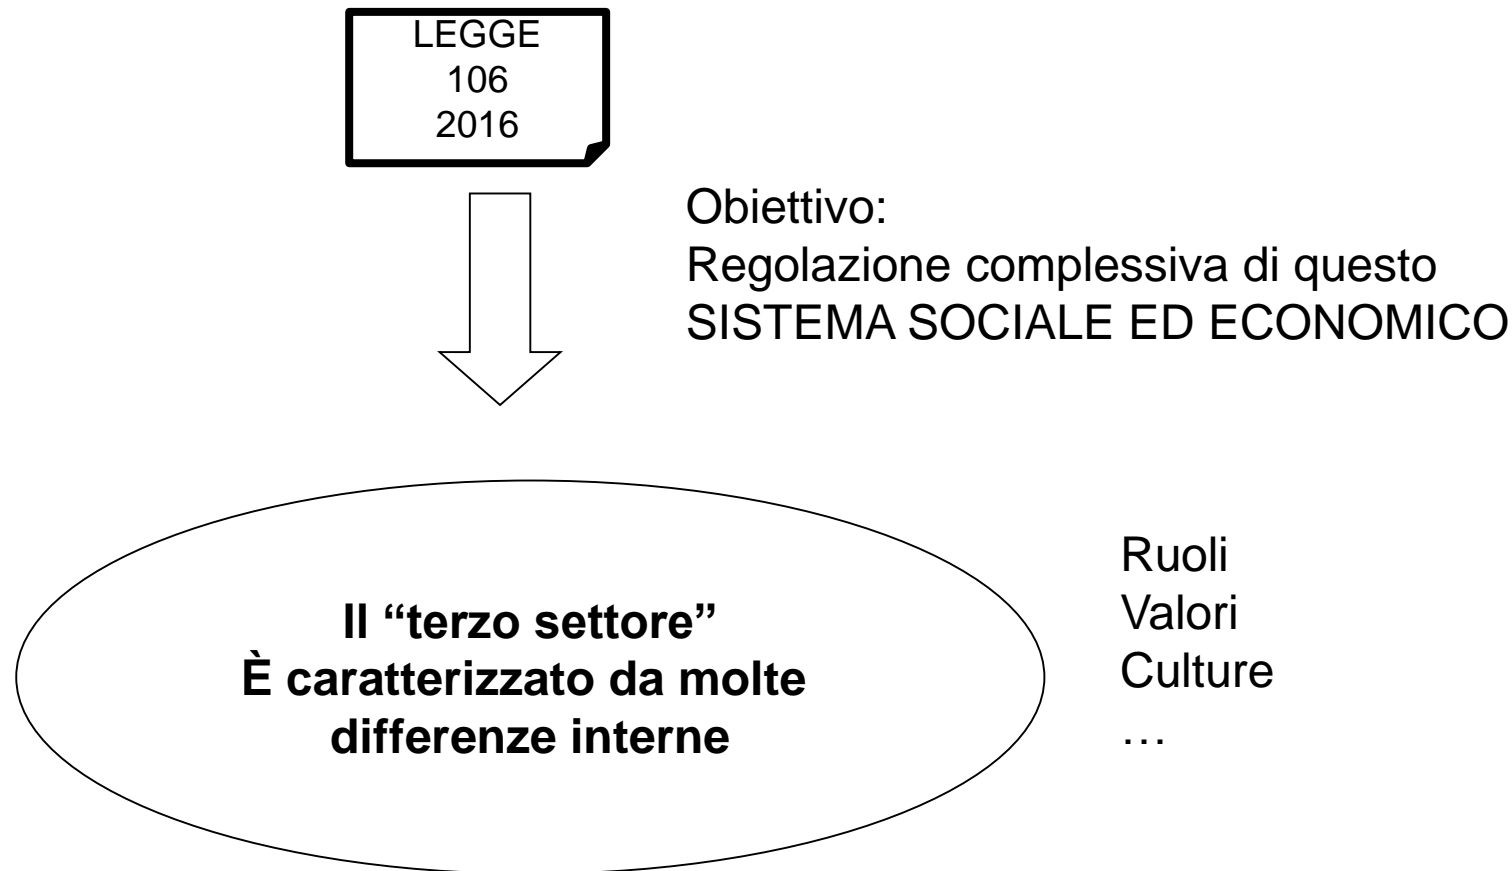 LEGGE
106
2016
Obiettivo:
Regolazione complessiva di questo
SISTEMA SOCIALE ED ECONOMICO
Il “terzo settore”
È caratterizzato da molte
differenze interne
Ruoli
Valori
Culture
…